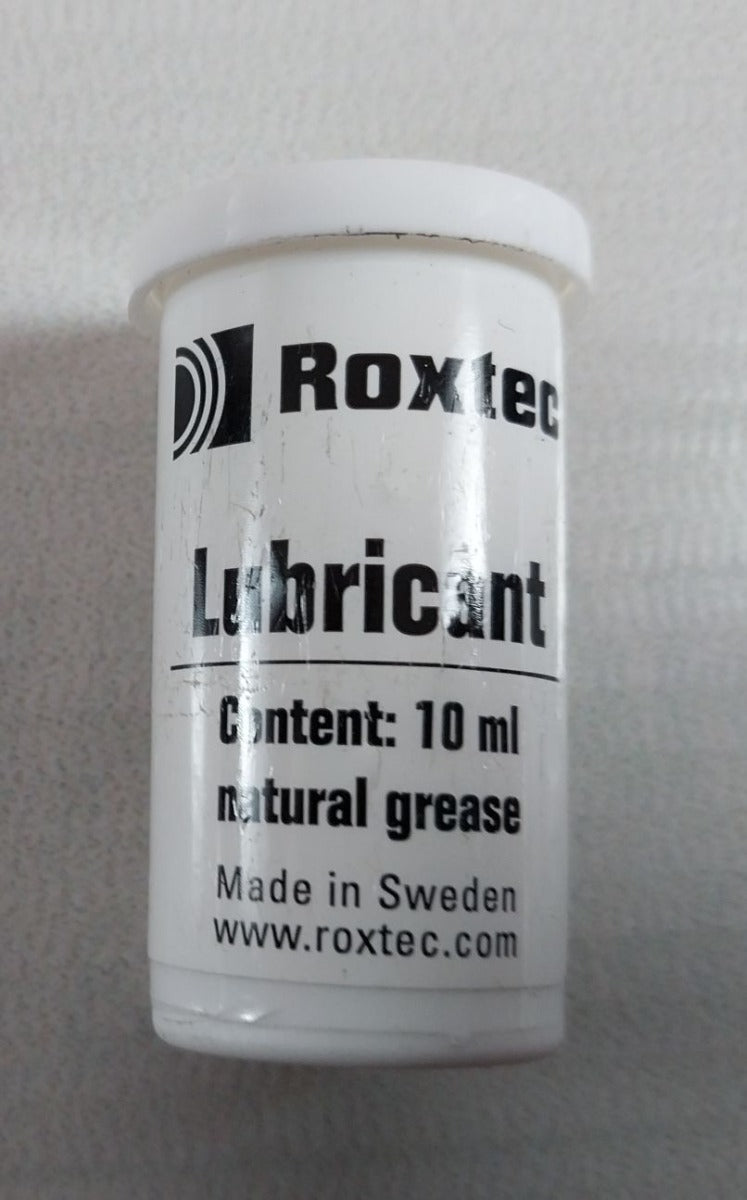 Roxtec
Lubricant
Content: 10 ml
natural grease
Made in Sweden
www.roxtec.com